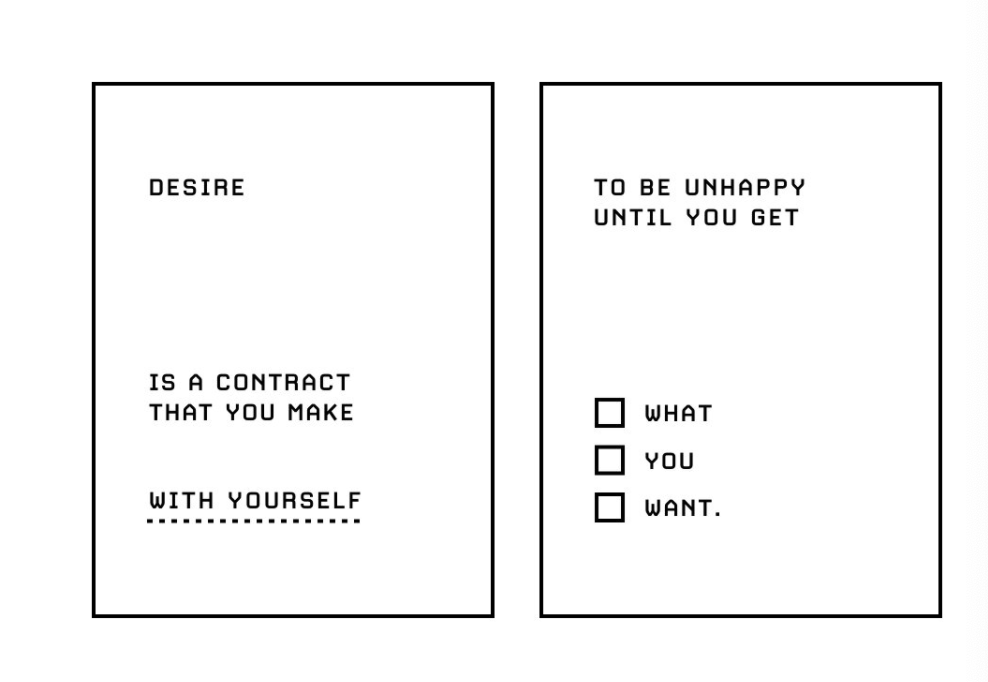 DESIRE
IS A CONTRACT
THAT YOU MAKE
WITH YOURSELF
TO BE UNHAPPY
UNTIL YOU GET
WHAT
YOU
WANT.